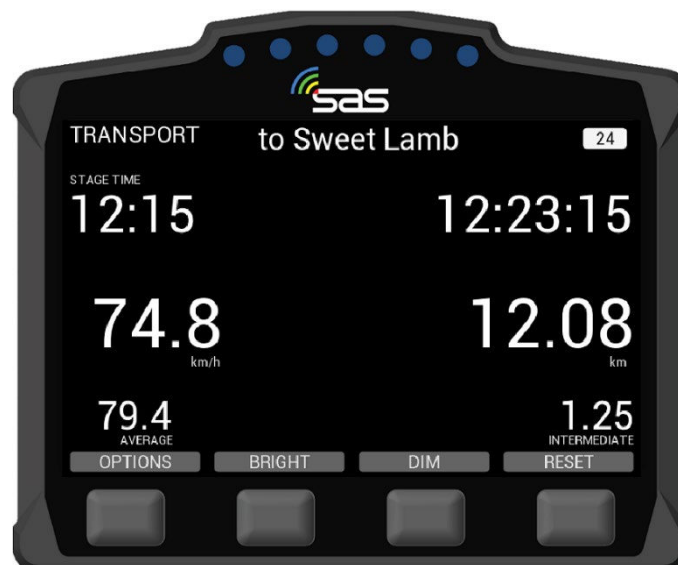 sas
TRANSPORT to Sweet Lamb 24
STAGE TIME
12:15 12:23:15
74.8 12.08
km/h km
79.4 1.25
AVERAGE INTERMEDIATE
OPTIONS BRIGHT DIM RESET